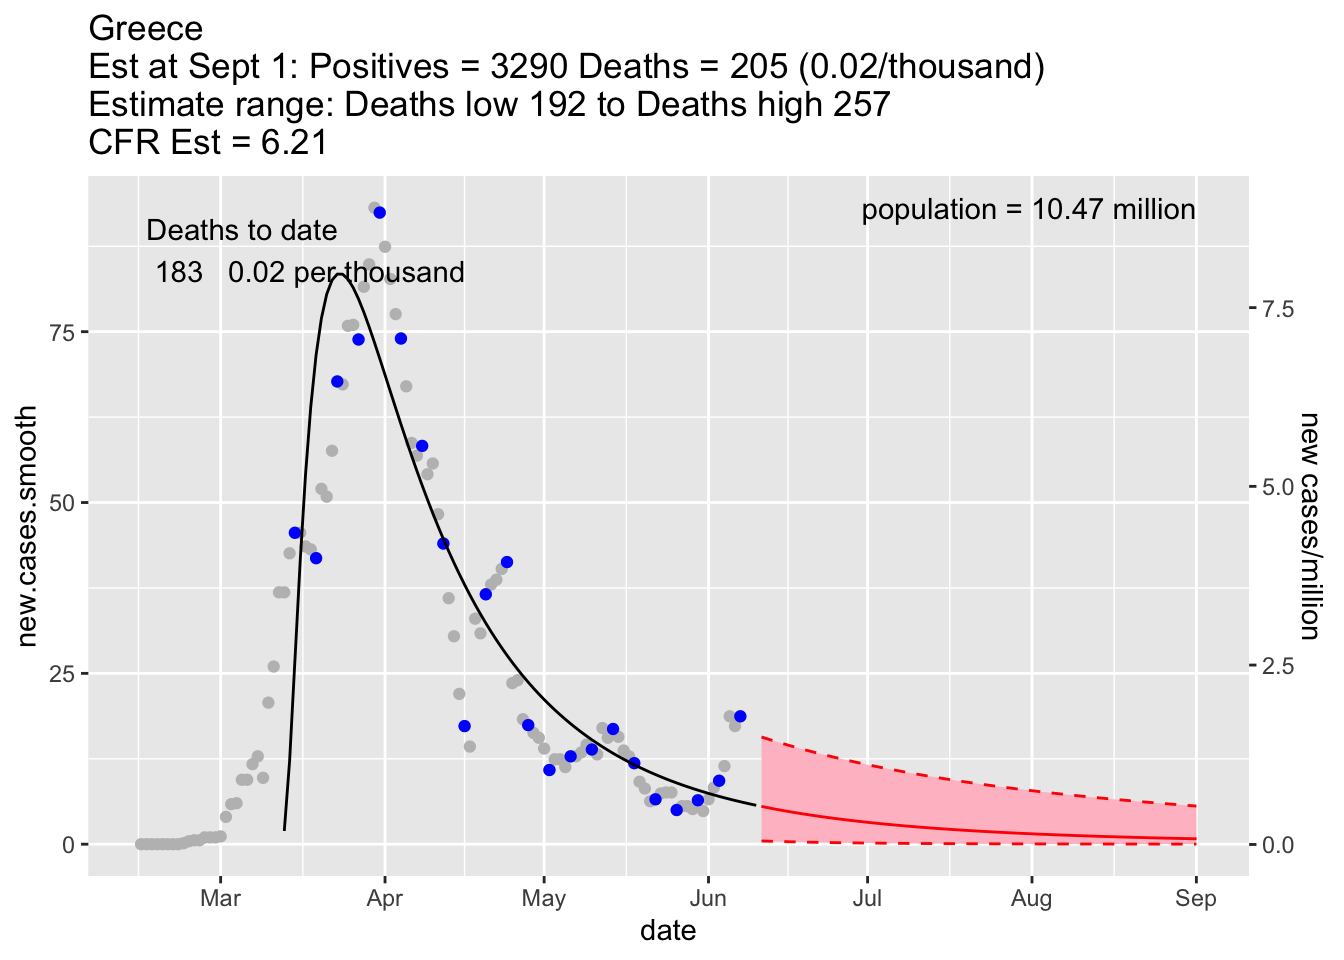 Greece
Est at Sept 1: Positives = 3290 Deaths = 205 (0.02/thousand)
Estimate range: Deaths low 192 to Deaths high 257
CFR Est = 6.21
population = 10.47 million
Deaths to date
183 0.02 per thousand
75
50
25
0
new.cases.smooth
7.5
5.0
2.5
0.0
new cases/million
Mar Apr May Jun Jul Aug Sep
date